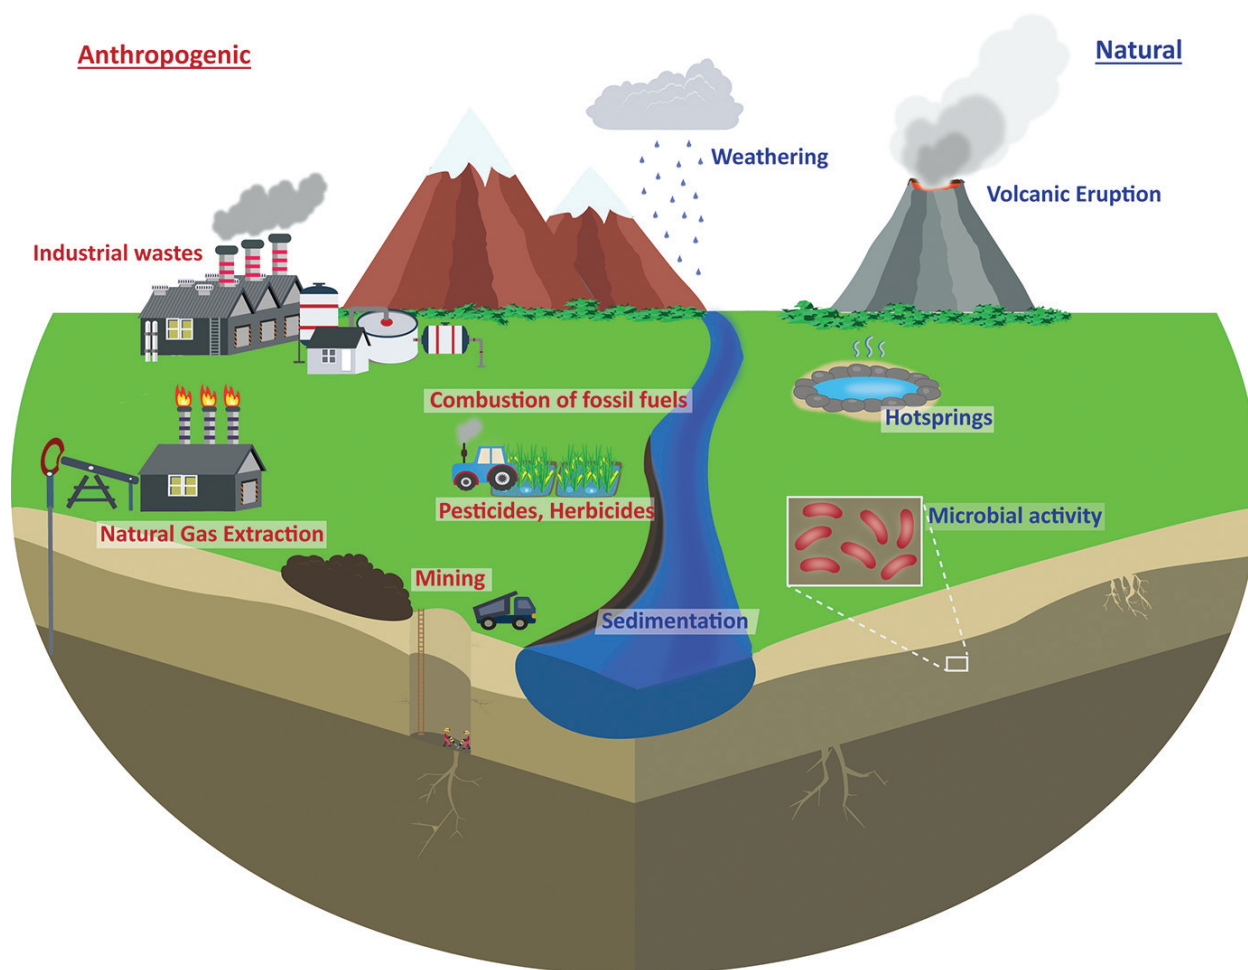 Anthropogenic
Natural
Weathering
Volcanic Eruption
Industrial wastes
Combustion of fossil fuels
Hotsprings
Pesticides, Herbicides
Microbial activity
Natural Gas Extraction
Mining
Sedimentation